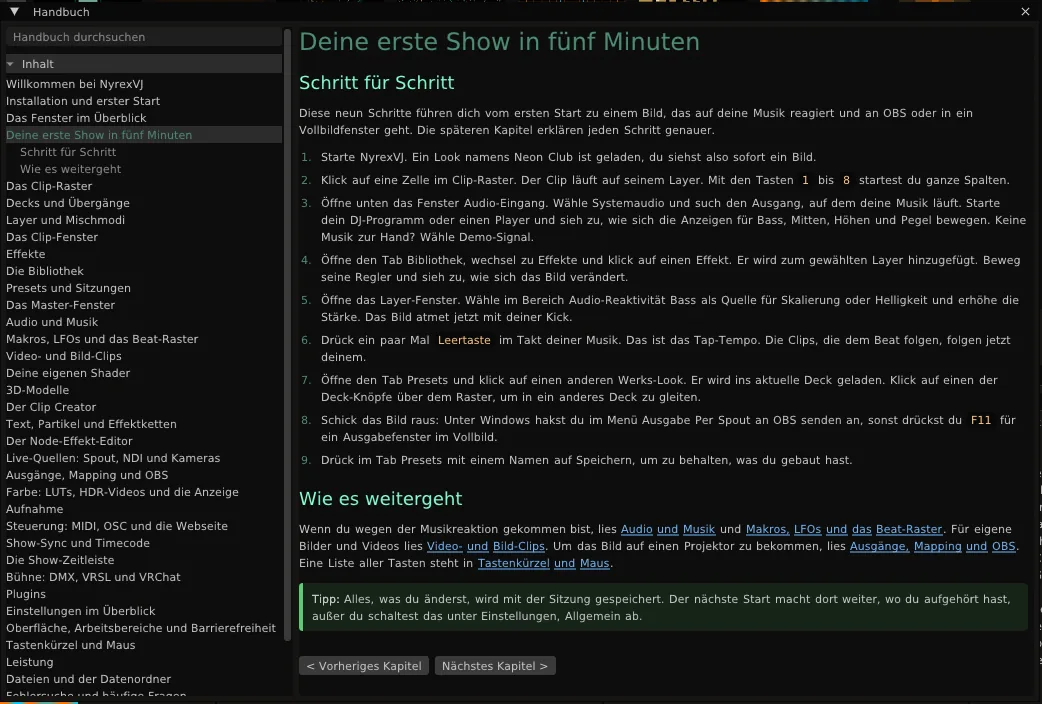 Handbuch
Handbuch durchsuchen
Inhalt
Willkommen bei NyrexVJ
Installation und erster Start
Das Fenster im Überblick
Deine erste Show in fünf Minuten
Schritt für Schritt
Wie es weitergeht
Das Clip-Raster
Decks und Übergänge
Layer und Mischmodi
Das Clip-Fenster
Effekte
Die Bibliothek
Presets und Sitzungen
Das Master-Fenster
Audio und Musik
Makros, LFOs und das Beat-Raster
Video- und Bild-Clips
Deine eigenen Shader
3D-Modelle
Der Clip Creator
Text, Partikel und Effektketten
Der Node-Effekt-Editor
Live-Quellen: Spout, NDI und Kameras
Ausgänge, Mapping und OBS
Farbe: LUTs, HDR-Videos und die Anzeige
Aufnahme
Steuerung: MIDI, OSC und die Webseite
Show-Sync und Timecode
Die Show-Zeitleiste
Bühne: DMX, VRSL und VRChat
Plugins
Einstellungen im Überblick
Oberfläche, Arbeitsbereiche und Barrierefreiheit
Tastenkürzel und Maus
Leistung
Dateien und der Datenordner
Fehlersuche und häufige Fragen
Deine erste Show in fünf Minuten
Schritt für Schritt
Diese neun Schritte führen dich vom ersten Start zu einem Bild, das auf deine Musik reagiert und an OBS oder in ein
Vollbildfenster geht. Die späteren Kapitel erklären jeden Schritt genauer.
1. Starte NyrexVJ. Ein Look namens Neon Club ist geladen, du siehst also sofort ein Bild.
2. Klick auf eine Zelle im Clip-Raster. Der Clip läuft auf seinem Layer. Mit den Tasten 1 bis 8 startest du ganze Spalten.
3. Öffne unten das Fenster Audio-Eingang. Wähle Systemaudio und such den Ausgang, auf dem deine Musik läuft. Starte
dein DJ-Programm oder einen Player und sieh zu, wie sich die Anzeigen für Bass, Mitten, Höhen und Pegel bewegen. Keine
Musik zur Hand? Wähle Demo-Signal.
4. Öffne den Tab Bibliothek, wechsel zu Effekte und klick auf einen Effekt. Er wird zum gewählten Layer hinzugefügt. Beweg
seine Regler und sieh zu, wie sich das Bild verändert.
5. Öffne das Layer-Fenster. Wähle im Bereich Audio-Reaktivität Bass als Quelle für Skalierung oder Helligkeit und erhöhe die
Stärke. Das Bild atmet jetzt mit deiner Kick.
6. Drück ein paar Mal Leertaste im Takt deiner Musik. Das ist das Tap-Tempo. Die Clips, die dem Beat folgen, folgen jetzt
deinem.
7. Öffne den Tab Presets und klick auf einen anderen Werks-Look. Er wird ins aktuelle Deck geladen. Klick auf einen der
Deck-Knöpfe über dem Raster, um in ein anderes Deck zu gleiten.
8. Schick das Bild raus: Unter Windows hakst du im Menü Ausgabe Per Spout an OBS senden an, sonst drückst du F11 für
ein Ausgabefenster im Vollbild.
9. Drück im Tab Presets mit einem Namen auf Speichern, um zu behalten, was du gebaut hast.
Wie es weitergeht
Wenn du wegen der Musikreaktion gekommen bist, lies Audio und Musik und Makros, LFOs und das Beat-Raster. Für eigene
Bilder und Videos lies Video- und Bild-Clips. Um das Bild auf einen Projektor zu bekommen, lies Ausgänge, Mapping und OBS.
Eine Liste aller Tasten steht in Tastenkürzel und Maus.
Tipp: Alles, was du änderst, wird mit der Sitzung gespeichert. Der nächste Start macht dort weiter, wo du aufgehört hast,
außer du schaltest das unter Einstellungen, Allgemein ab.
< Vorheriges Kapitel
Nächstes Kapitel >